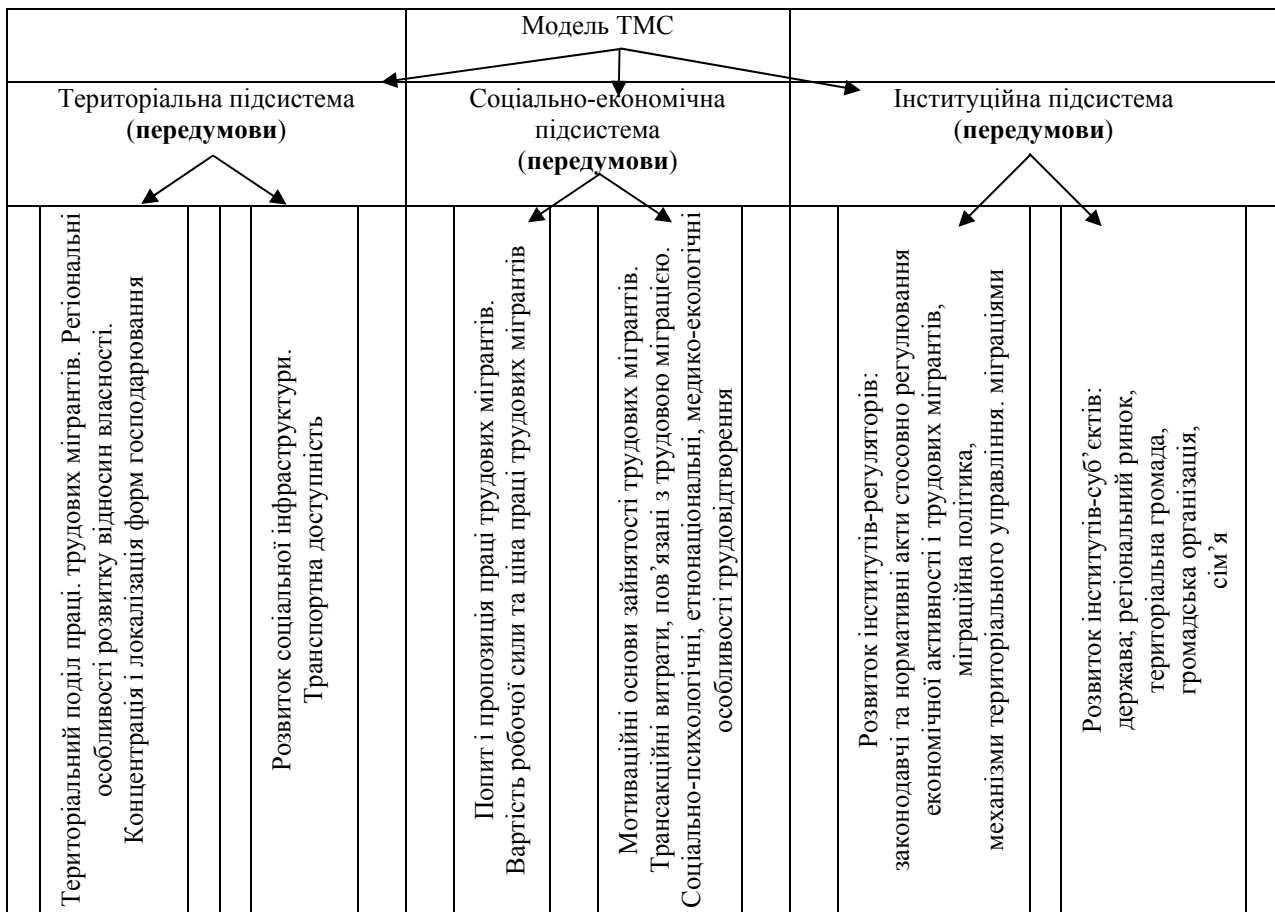 Модель ТМС
Територіальна підсистема
(передумови)
Соціально-економічна
підсистема
(передумови)
Інституційна підсистема
(передумови)
Територіальний поділ праці. трудових мігрантів. Регіональні
особливості розвитку відносин власності.
Концентрація і локалізація форм господарювання
Розвиток соціальної інфраструктури.
Транспортна доступність
Попит і пропозиція праці трудових мігрантів.
Вартість робочої сили та ціна праці трудових мігрантів
Мотиваційні основи зайнятості трудових мігрантів.
Трансакційні витрати, пов’язані з трудовою міграцією.
Соціально-психологічні, етнонаціональні, медико-екологічні
особливості трудовідтворення
Розвиток інститутів-регуляторів:
законодавчі та нормативні акти стосовно регулювання
економічної активності і трудових мігрантів,
міграційна політика,
механізми територіального управління. міграціями
Розвиток інститутів-суб’єктів:
держава; регіональний ринок,
територіальна громада,
громадська організація,
сім’я